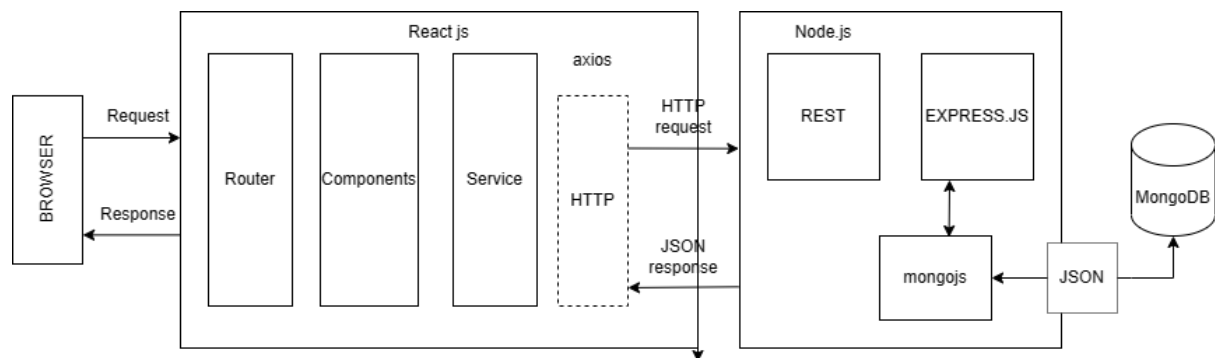 React js
Node.js
axios
BROWSER
Request
Response
Router
Components
Service
HTTP
HTTP
request
JSON
response
REST
EXPRESS.JS
mongojs
JSON
MongoDB